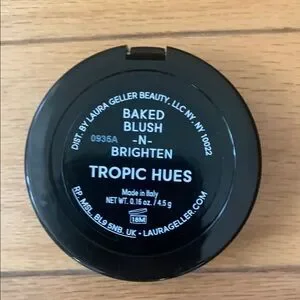 DIST. BY LAURA GELLER BEAUTY, LLC NY, NY 10022
BAKED
BLUSH
0935A
-N-
BRIGHTEN
TROPIC HUES
Made in Italy
NET WT. 0.16 oz. / 4.5 g
18M
RP, MSL, BL9 5NB, UK - LAURAGELLER.COM